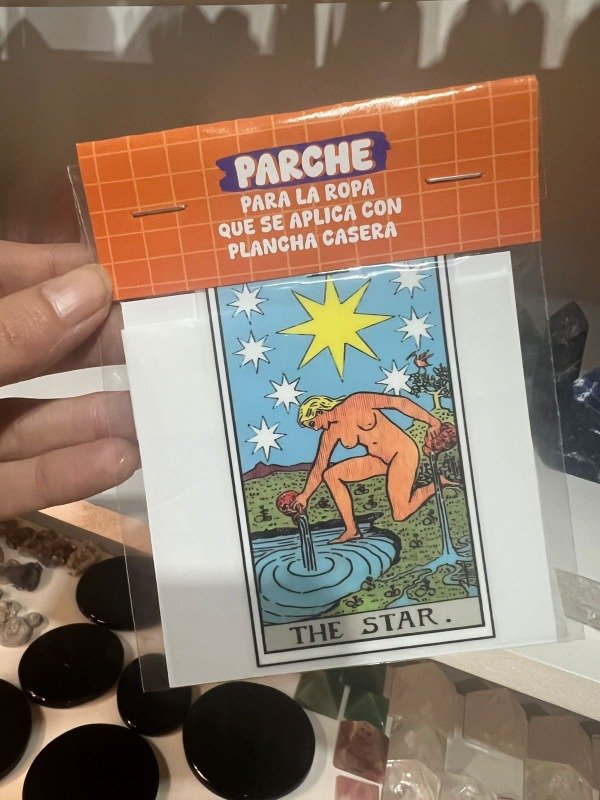 PARCHE
PARA LA ROPA
QUE SE APLICA CON
PLANCHA CASERA
THE STAR.